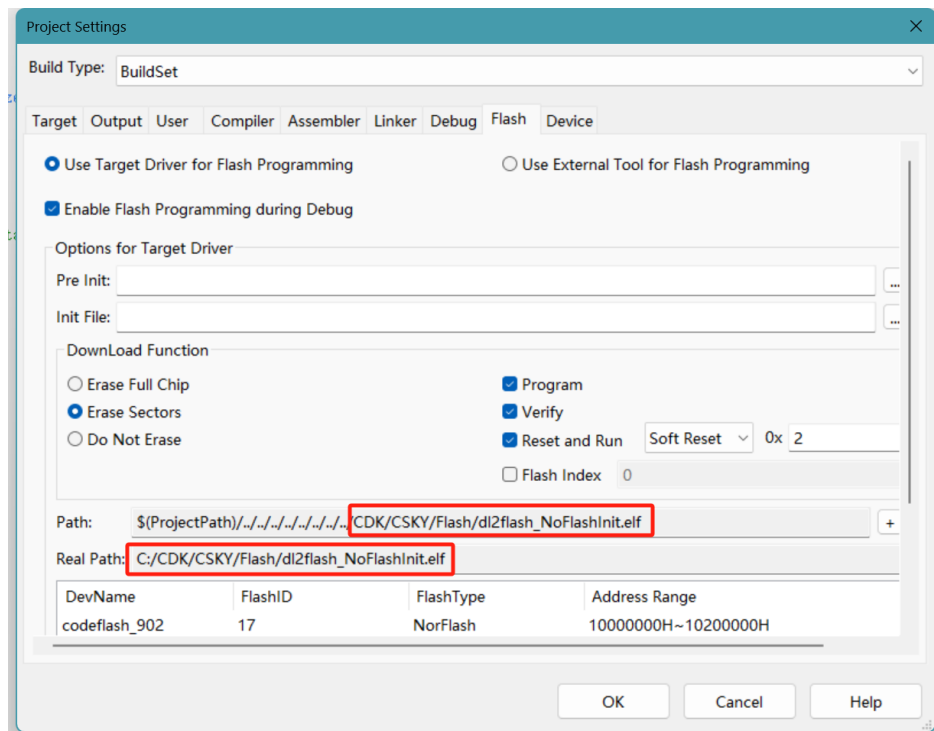 Project Settings
Build Type: BuildSet
Target Output User Compiler Assembler Linker Debug Flash Device
Use Target Driver for Flash Programming Use External Tool for Flash Programming
Enable Flash Programming during Debug
Options for Target Driver
Pre Init: ...
Init File: ...
DownLoad Function
Erase Full Chip Program
Erase Sectors Verify
Do Not Erase Reset and Run Soft Reset 0x 2
Flash Index 0
Path: $(ProjectPath)/../../../../../../../../CDK/CSKY/Flash/dl2flash_NoFlashInit.elf +
Real Path: C:/CDK/CSKY/Flash/dl2flash_NoFlashInit.elf
DevName FlashID FlashType Address Range
codeflash_902 17 NorFlash 10000000H~10200000H
OK Cancel Help